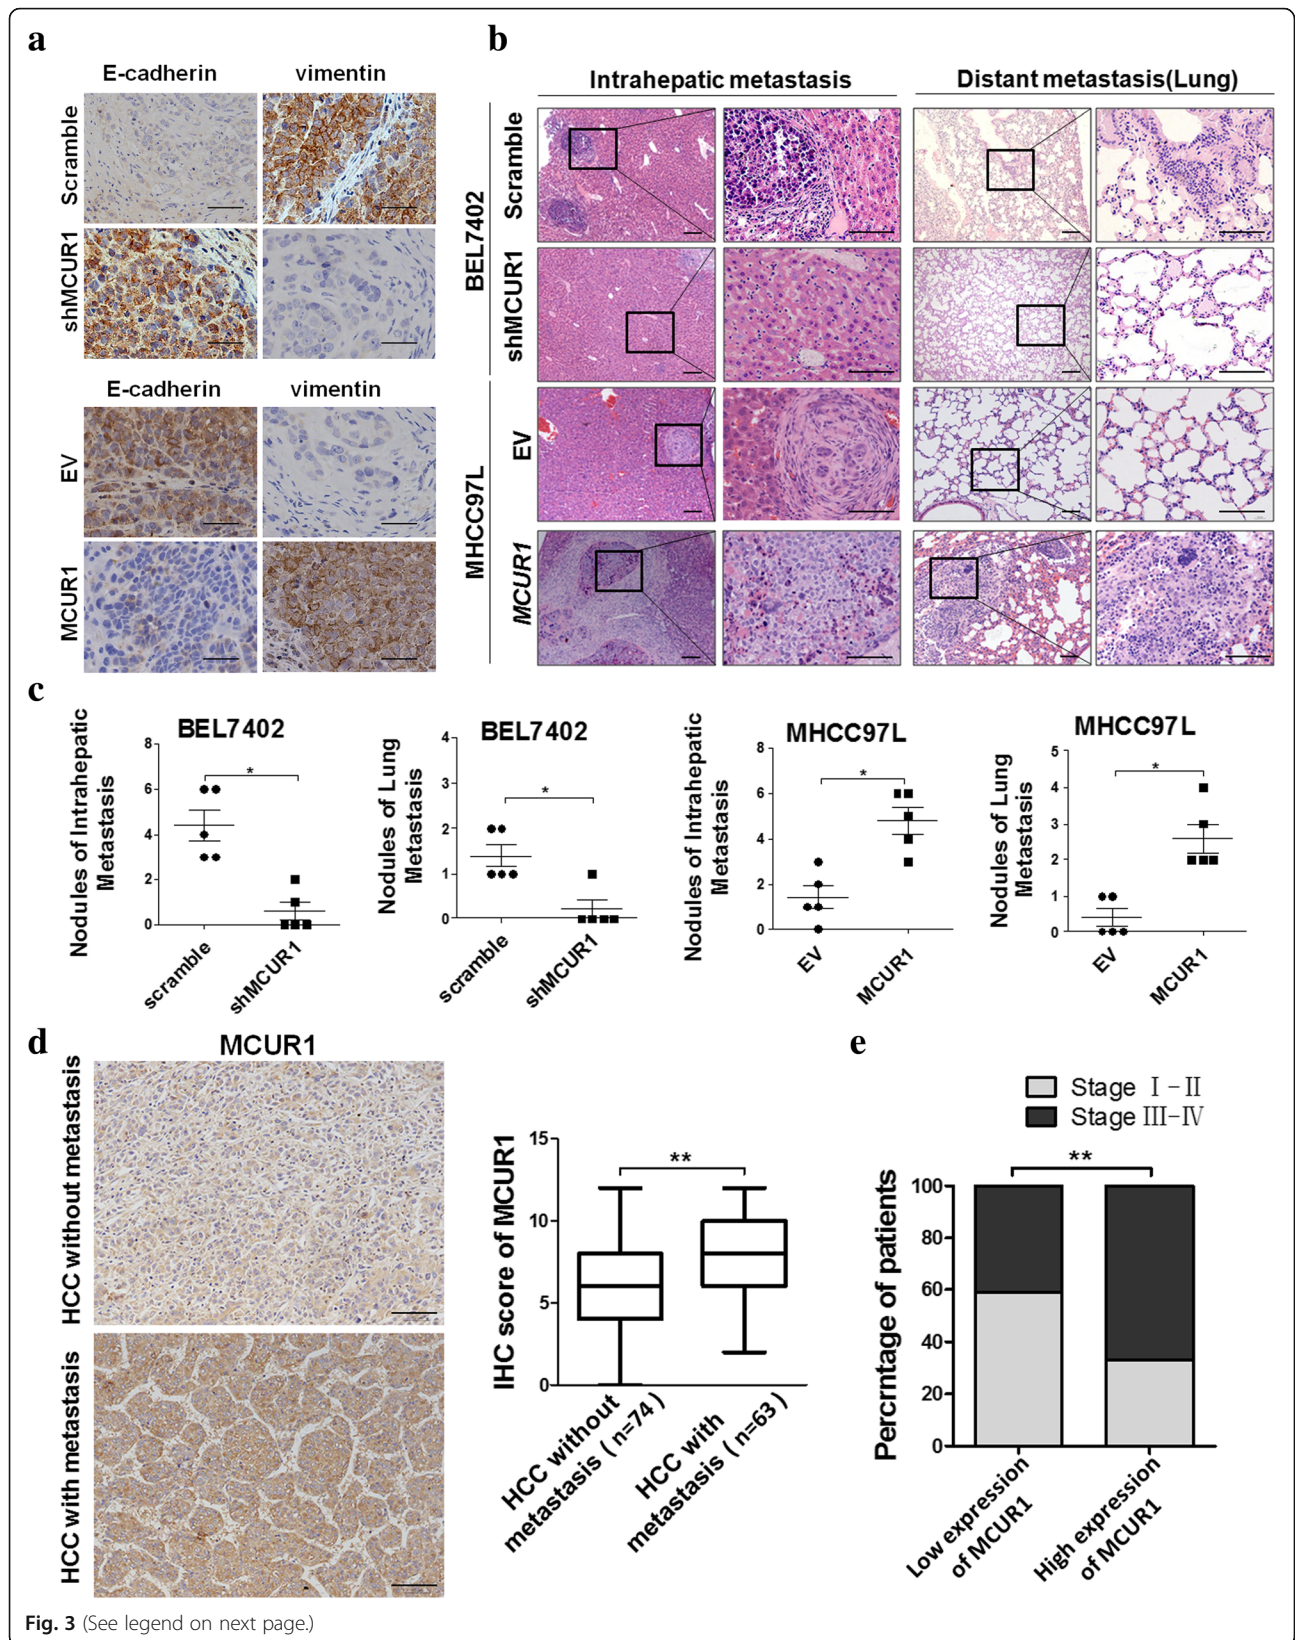 a
E-cadherin vimentin
Scramble
shMCUR1
E-cadherin vimentin
EV
MCUR1
b
Intrahepatic metastasis Distant metastasis(Lung)
BEL7402
Scramble
shMCUR1
MHCC97L
EV
MCUR1
c
BEL7402
Nodules of Intrahepatic
Metastasis
8
6
4
2
0
*
scramble
shMCUR1
BEL7402
Nodules of Lung
Metastasis
4
3
2
1
0
*
scramble
shMCUR1
MHCC97L
Nodules of Intrahepatic
Metastasis
8
6
4
2
0
*
EV
MCUR1
MHCC97L
Nodules of Lung
Metastasis
5
4
3
2
1
0
*
EV
MCUR1
d
MCUR1
HCC without metastasis
HCC with metastasis
IHC score of MCUR1
15
10
5
0
**
HCC without
metastasis ( n=74 )
HCC with
metastasis ( n=63 )
e
Stage Ⅰ-Ⅱ
Stage Ⅲ-Ⅳ
**
Percrntage of patients
100
80
60
40
20
0
Low expression
of MCUR1
High expression
of MCUR1
Fig. 3 (See legend on next page.)